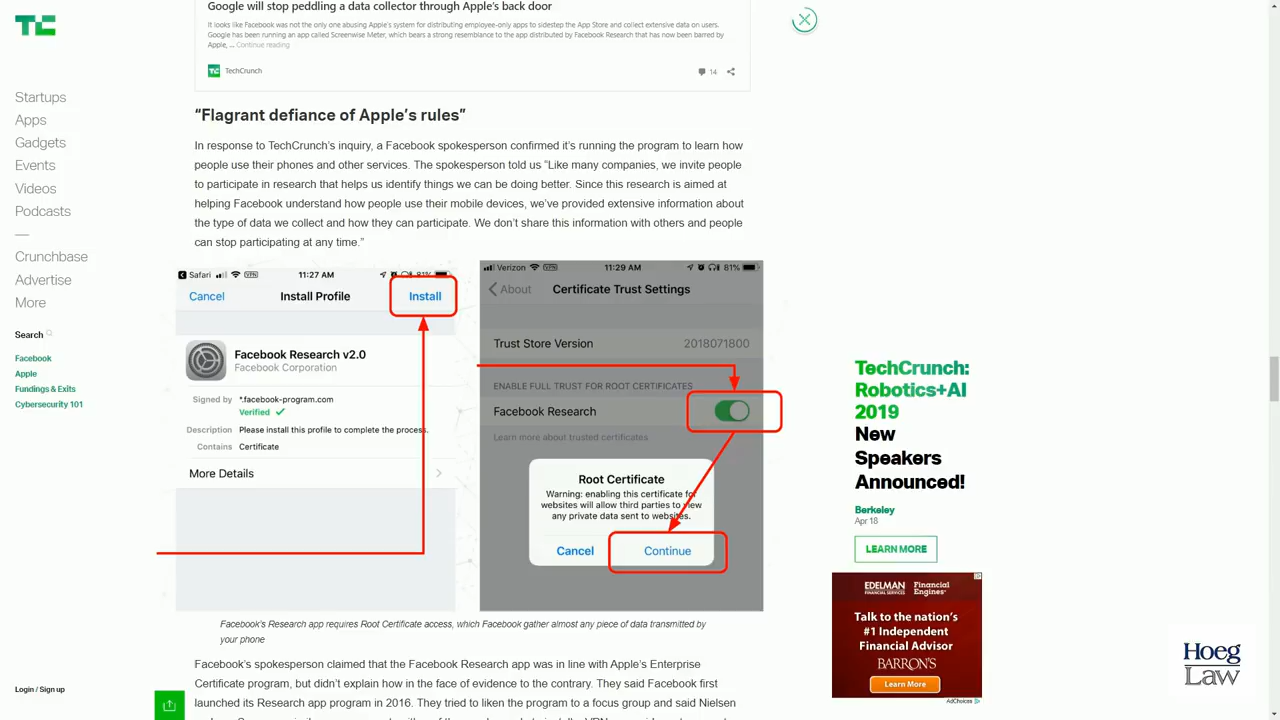 Google will stop peddling a data collector through Apple's back door
It looks like Facebook was not the only one abusing Apple's system for distributing employee-only apps to sidestep the App Store and collect extensive data on users.
Google has been running an app called Screenwise Meter, which bears a strong resemblance to the app distributed by Facebook Research that has now been barred by
Apple, ... Continue reading
TechCrunch
14
TC
Startups
Apps
Gadgets
Events
Videos
Podcasts
—
Crunchbase
Advertise
More
Search
Facebook
Apple
Fundings & Exits
Cybersecurity 101
Login / Sign up
“Flagrant defiance of Apple’s rules”
In response to TechCrunch’s inquiry, a Facebook spokesperson confirmed it’s running the program to learn how
people use their phones and other services. The spokesperson told us “Like many companies, we invite people
to participate in research that helps us identify things we can be doing better. Since this research is aimed at
helping Facebook understand how people use their mobile devices, we’ve provided extensive information about
the type of data we collect and how they can participate. We don’t share this information with others and people
can stop participating at any time.”
Safari VPN 11:27 AM 81%
Cancel Install Profile Install
Facebook Research v2.0
Facebook Corporation
Signed by *.facebook-program.com
Verified ✓
Description Please install this profile to complete the process.
Contains Certificate
More Details
Verizon VPN 11:29 AM 81%
About Certificate Trust Settings
Trust Store Version 2018071800
ENABLE FULL TRUST FOR ROOT CERTIFICATES
Facebook Research
Learn more about trusted certificates
Root Certificate
Warning: enabling this certificate for
websites will allow third parties to view
any private data sent to websites.
Cancel Continue
Facebook’s Research app requires Root Certificate access, which Facebook gather almost any piece of data transmitted by
your phone
Facebook’s spokesperson claimed that the Facebook Research app was in line with Apple’s Enterprise
Certificate program, but didn’t explain how in the face of evidence to the contrary. They said Facebook first
launched its Research app program in 2016. They tried to liken the program to a focus group and said Nielsen
TechCrunch:
Robotics+AI
2019
New
Speakers
Announced!
Berkeley
Apr 18
LEARN MORE
EDELMAN Financial
FINANCIAL SERVICES Engines
Talk to the nation’s
#1 Independent
Financial Advisor
BARRON'S
Learn More
AdChoices
Hoeg
Law